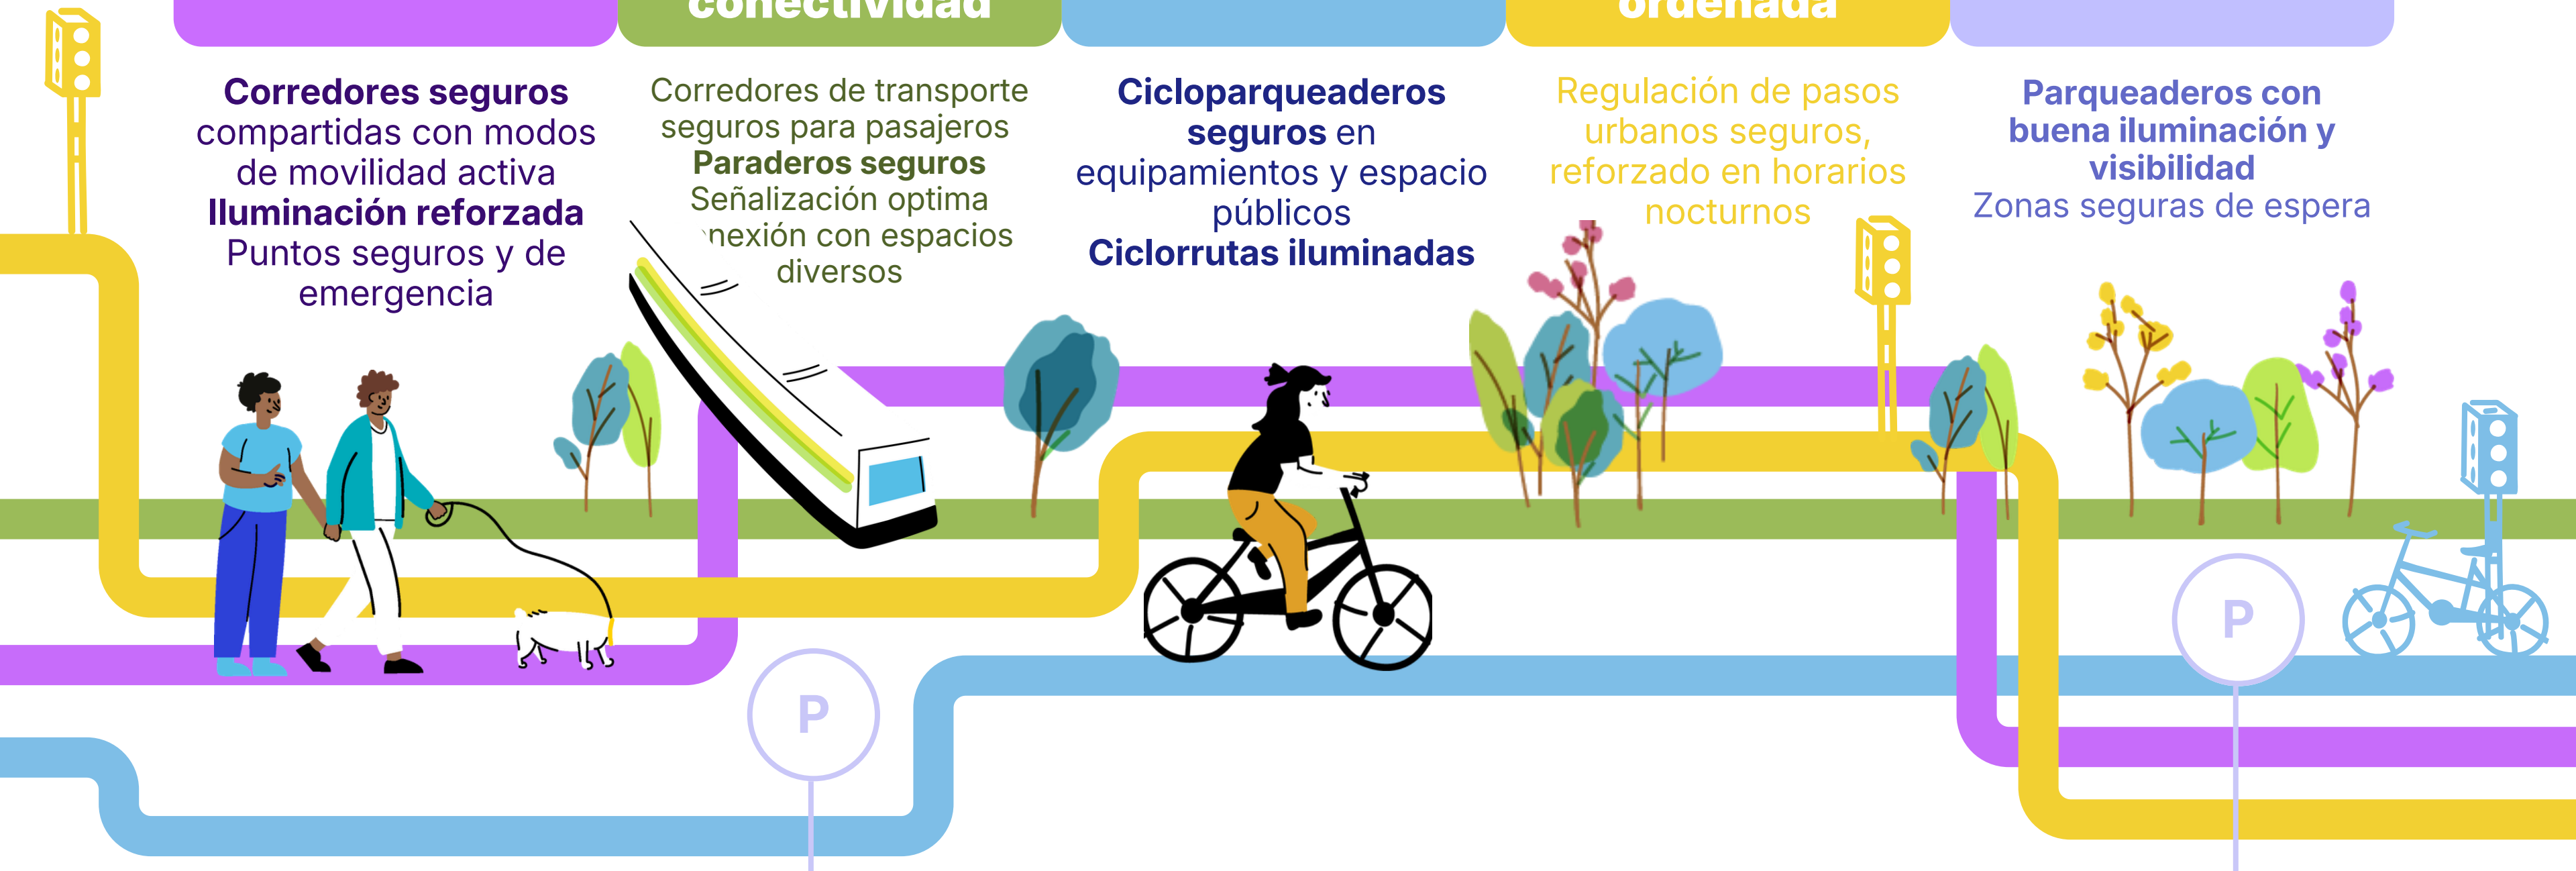 conectividad
ordenada
Corredores seguros
compartidas con modos
de movilidad activa
Iluminación reforzada
Puntos seguros y de
emergencia
Corredores de transporte
seguros para pasajeros
Paraderos seguros
Señalización optima
nexión con espacios
diversos
Cicloparqueaderos
seguros en
equipamientos y espacio
públicos
Ciclorrutas iluminadas
Regulación de pasos
urbanos seguros,
reforzado en horarios
nocturnos
Parqueaderos con
buena iluminación y
visibilidad
Zonas seguras de espera
P
P